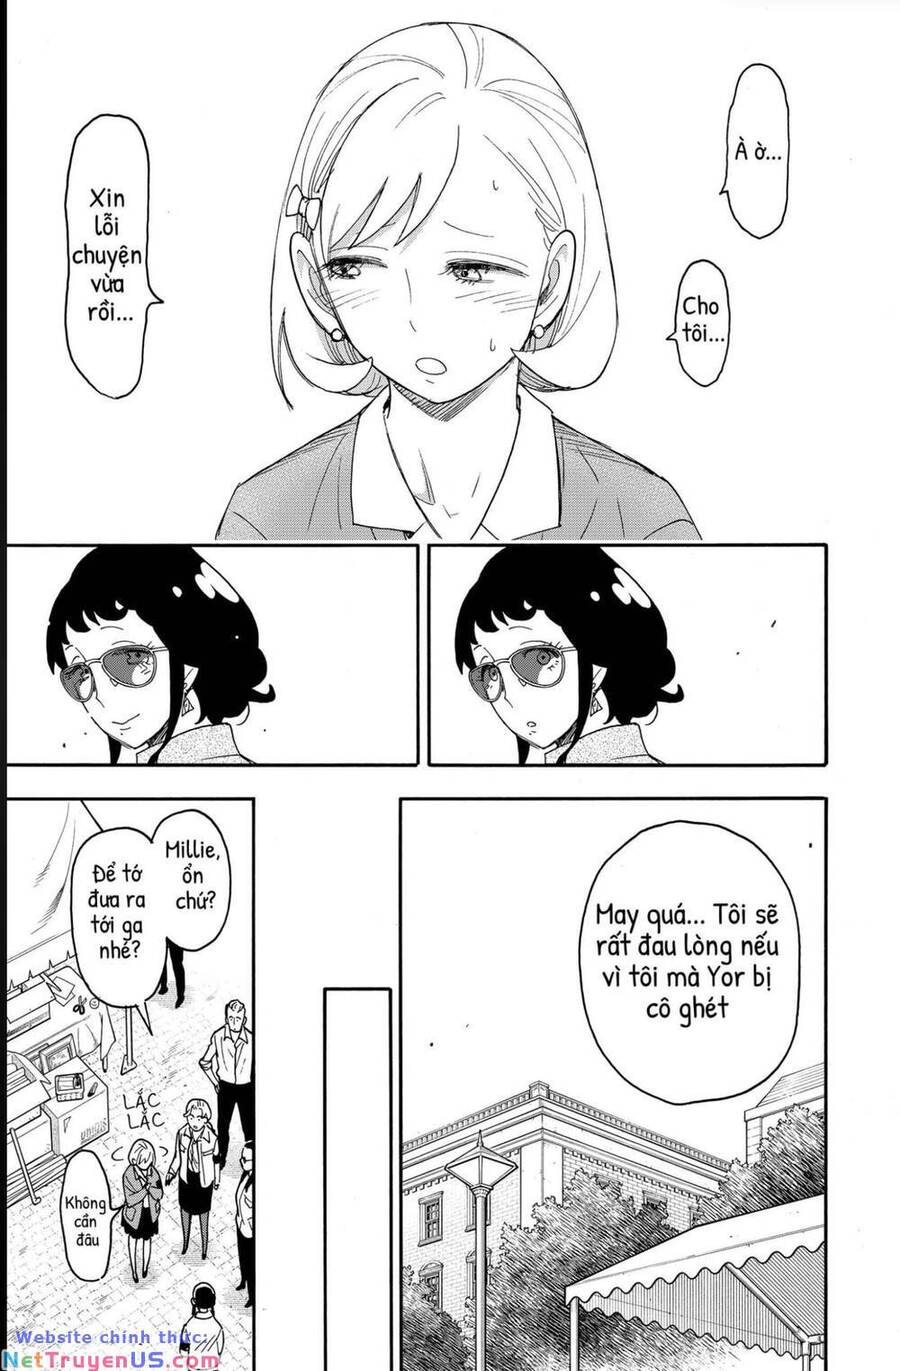 À ờ...
Cho
tôi...
Xin
lỗi
chuyện
vừa
rồi...
May quá... Tôi sẽ
rất đau lòng nếu
vì tôi mà Yor bị
cô ghét
Millie,
ổn
chứ?
Để tớ
đưa ra
tới ga
nhé?
LẮC
LẮC
Không
cần
đâu
Website chính thức:
NetTruyenUS.com